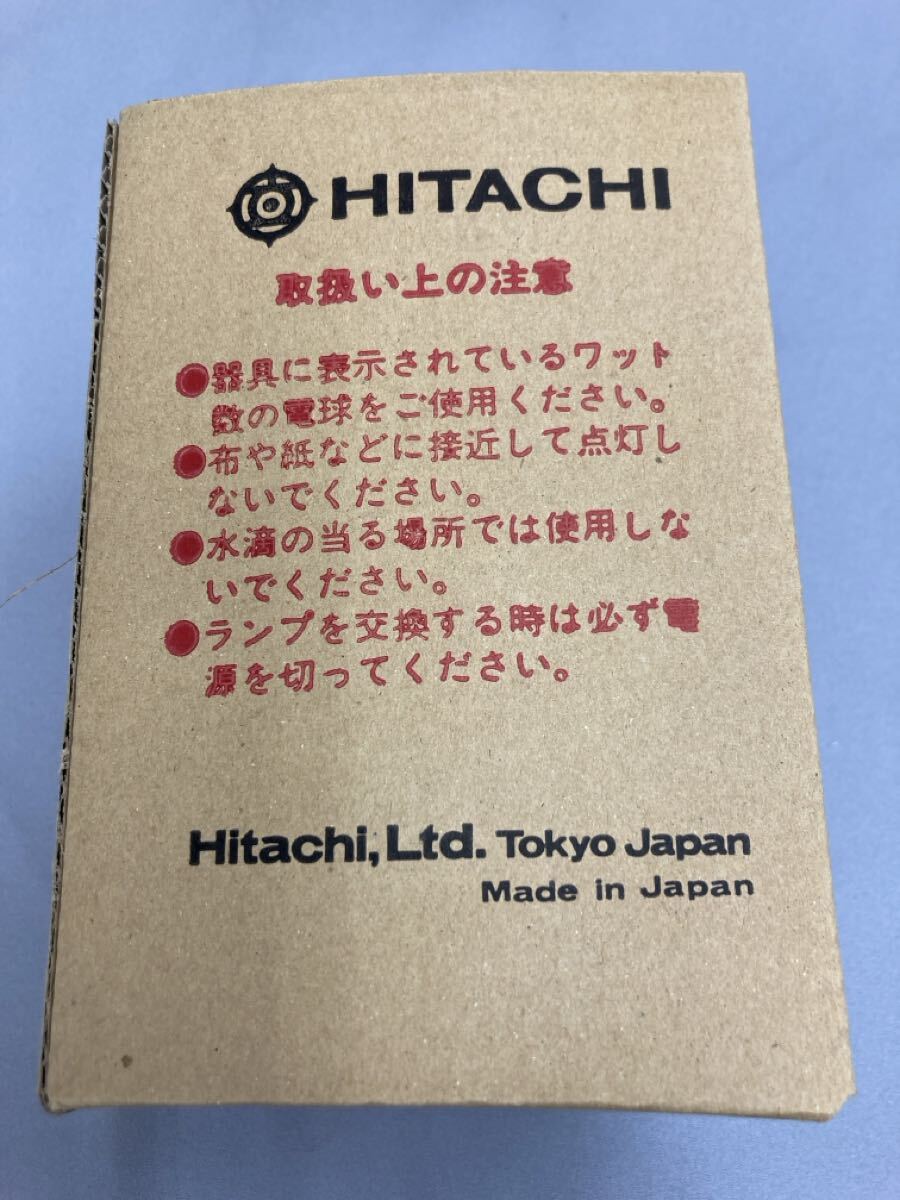 HITACHI
取扱い上の注意
●器具に表示されているワット
数の電球をご使用ください。
●布や紙などに接近して点灯し
ないでください。
●水滴の当る場所では使用しな
いでください。
●ランプを交換する時は必ず電
源を切ってください。
Hitachi, Ltd. Tokyo Japan
Made in Japan